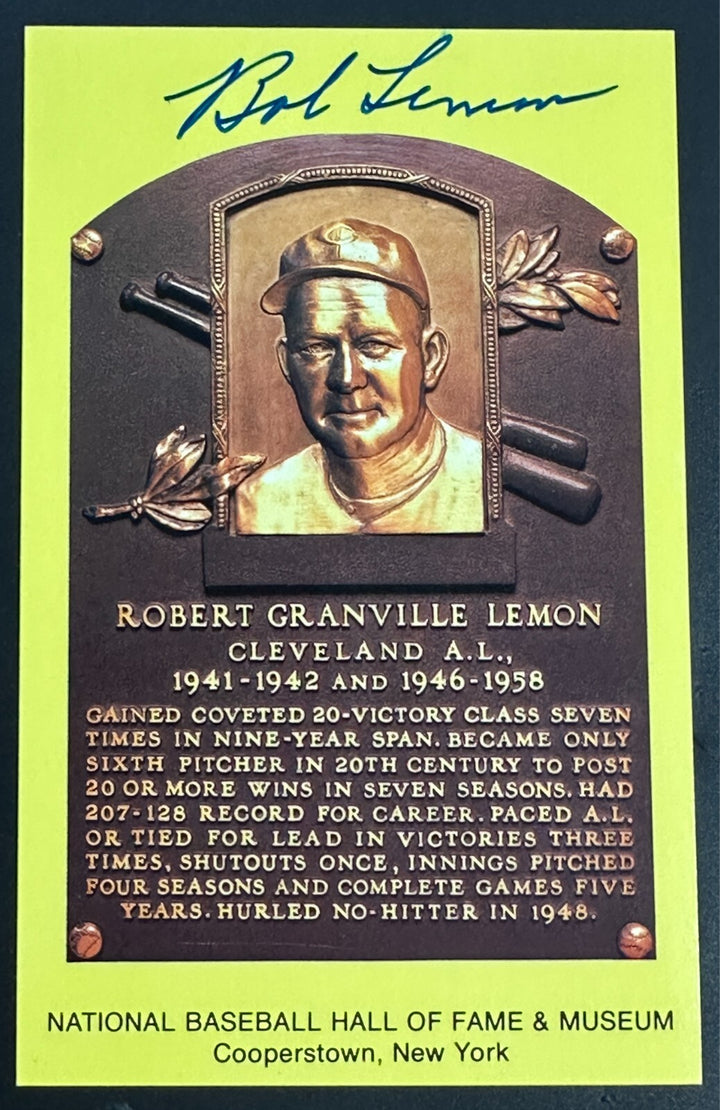 Bob Lemon
C
ROBERT GRANVILLE LEMON
CLEVELAND A.L.,
1941-1942 AND 1946-1958
GAINED COVETED 20-VICTORY CLASS SEVEN
TIMES IN NINE-YEAR SPAN. BECAME ONLY
SIXTH PITCHER IN 20TH CENTURY TO POST
20 OR MORE WINS IN SEVEN SEASONS. HAD
207-128 RECORD FOR CAREER. PACED A.L.
OR TIED FOR LEAD IN VICTORIES THREE
TIMES, SHUTOUTS ONCE, INNINGS PITCHED
FOUR SEASONS AND COMPLETE GAMES FIVE
YEARS. HURLED NO-HITTER IN 1948.
NATIONAL BASEBALL HALL OF FAME & MUSEUM
Cooperstown, New York